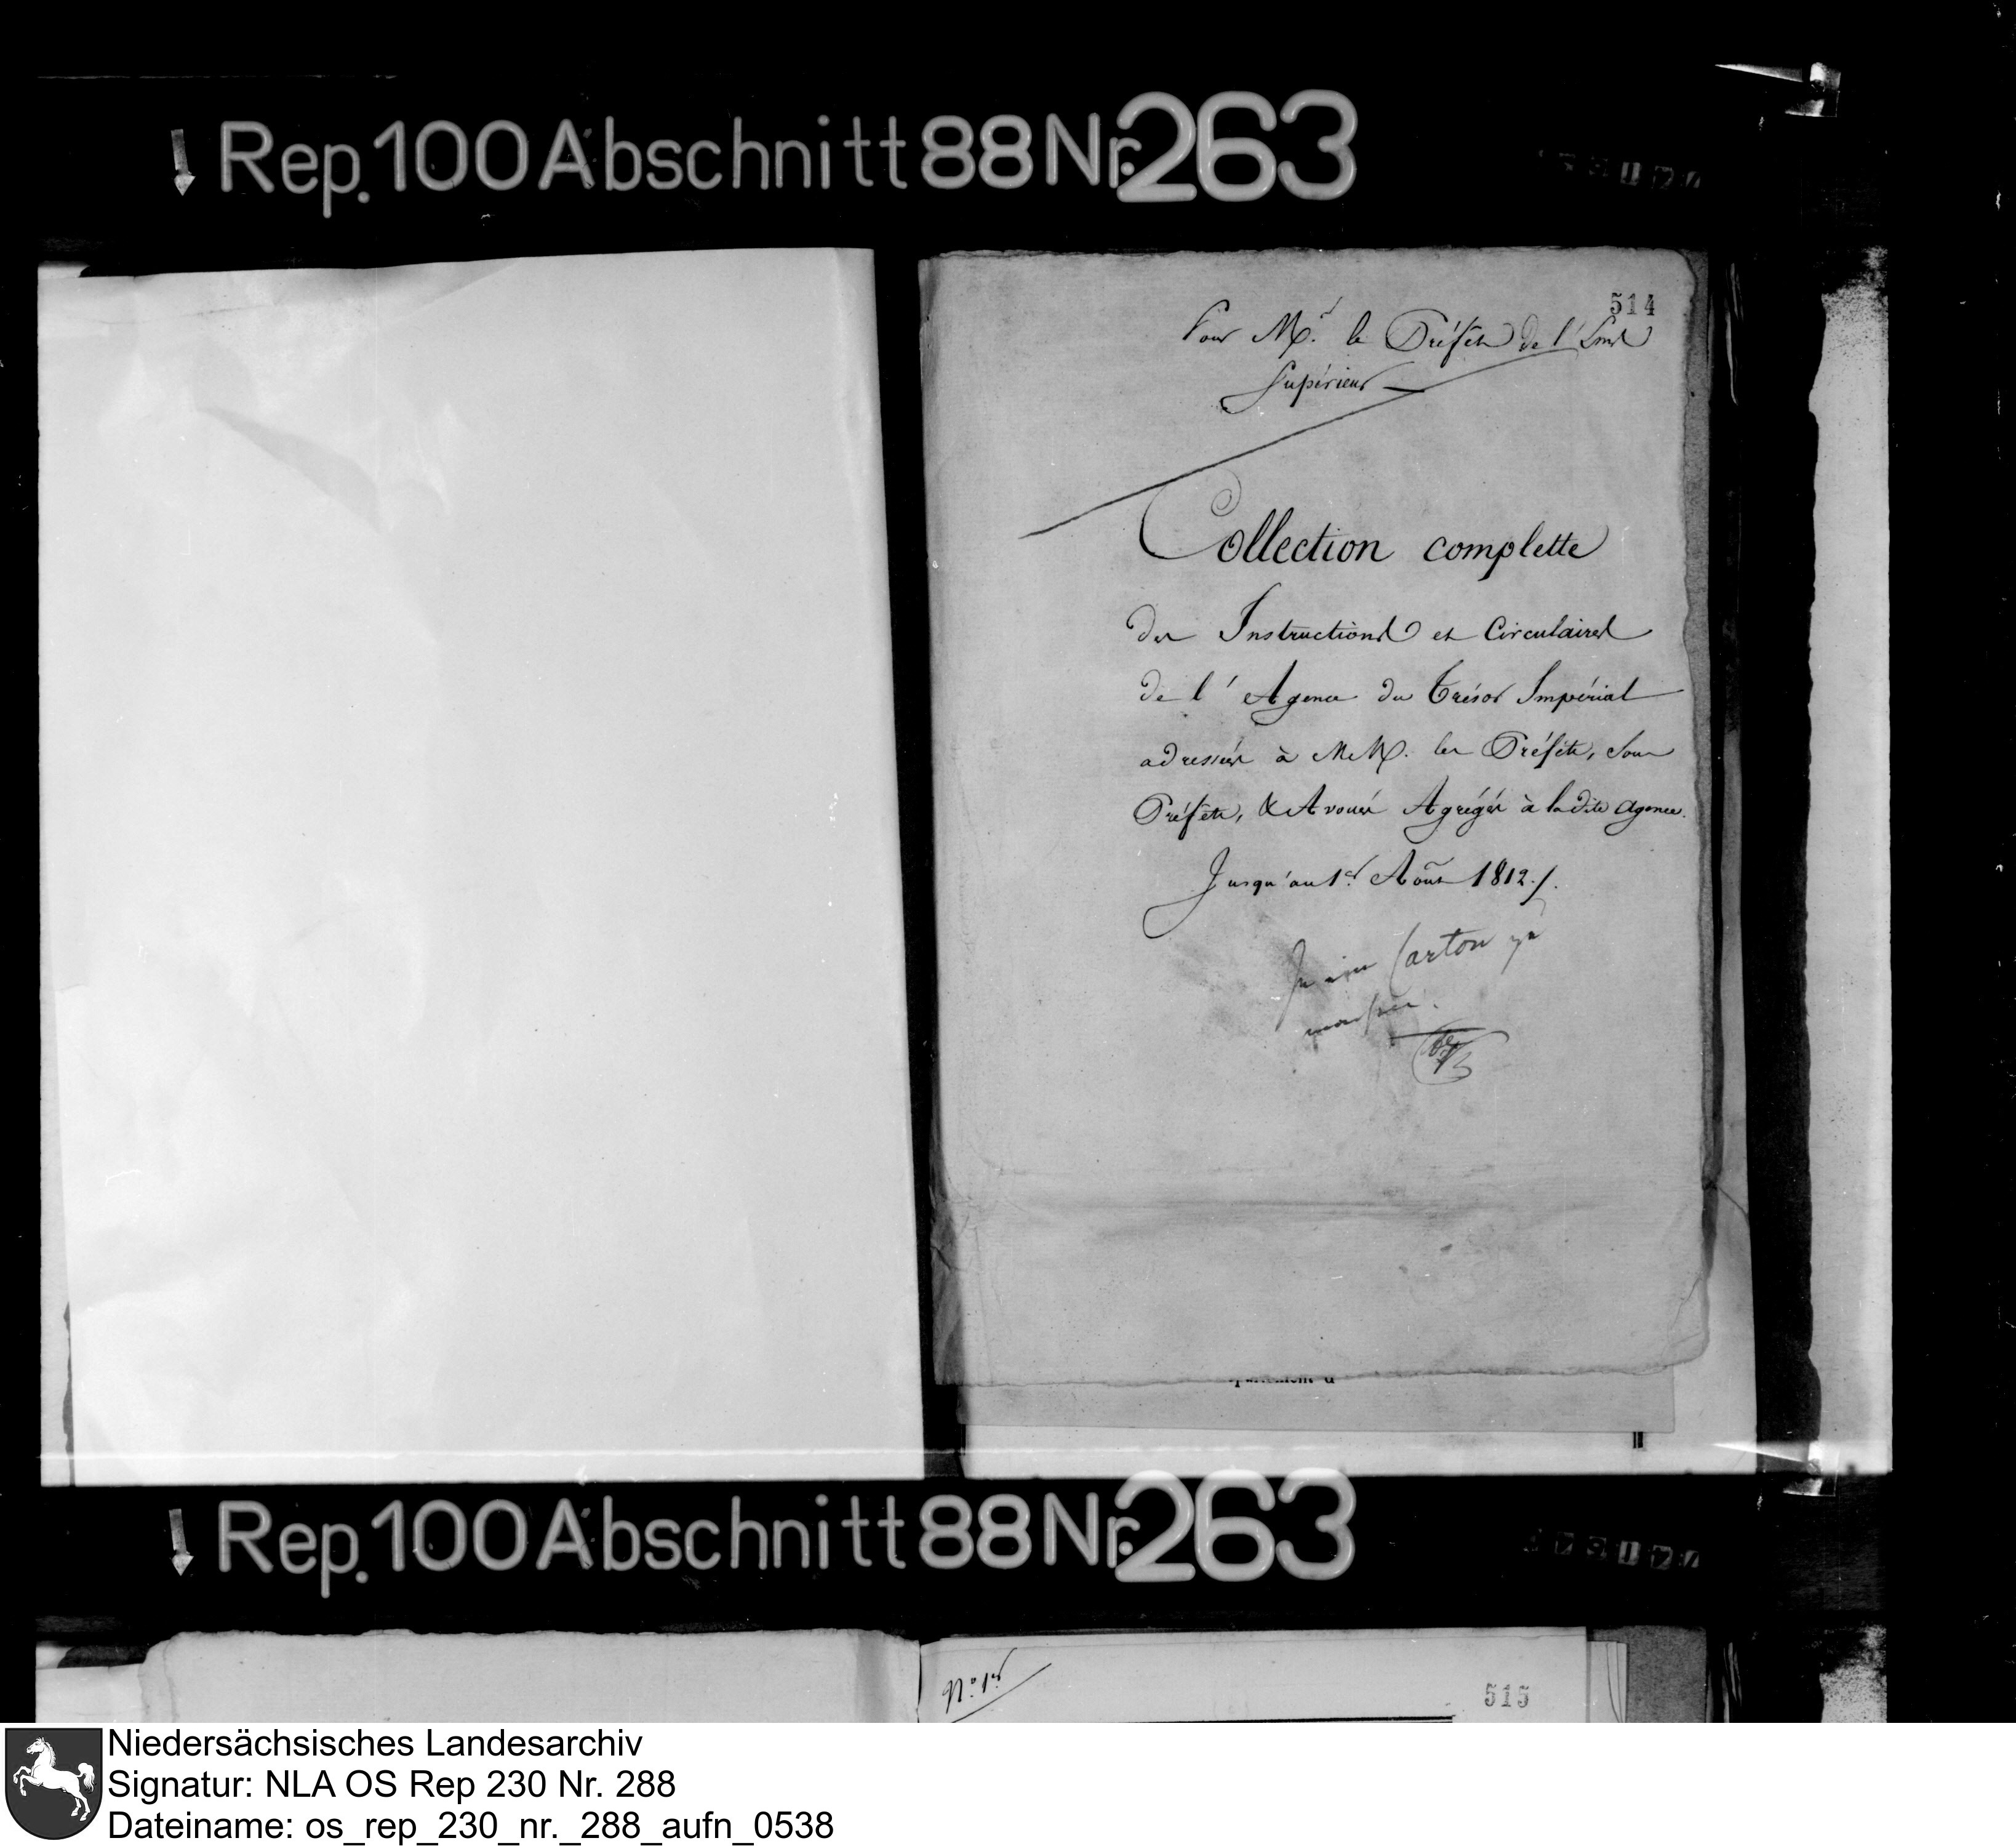 Rep. 100 Abschnitt 88 Nr. 263
514
Pour Mr. le Préfet de l'Ems
Supérieur
Collection complette
des Instructions et Circulaires
de l'Agence du Trésor Impérial
adressées à MM. les Préfets, Sous
Préfets, & Avoués Agrégés à la dite agence.
Jusqu'au 1er. Août 1812./.
Carton
Rep. 100 Abschnitt 88 Nr. 263
N.° 1er
515
Niedersächsisches Landesarchiv
Signatur: NLA OS Rep 230 Nr. 288
Dateiname: os_rep_230_nr._288_aufn_0538